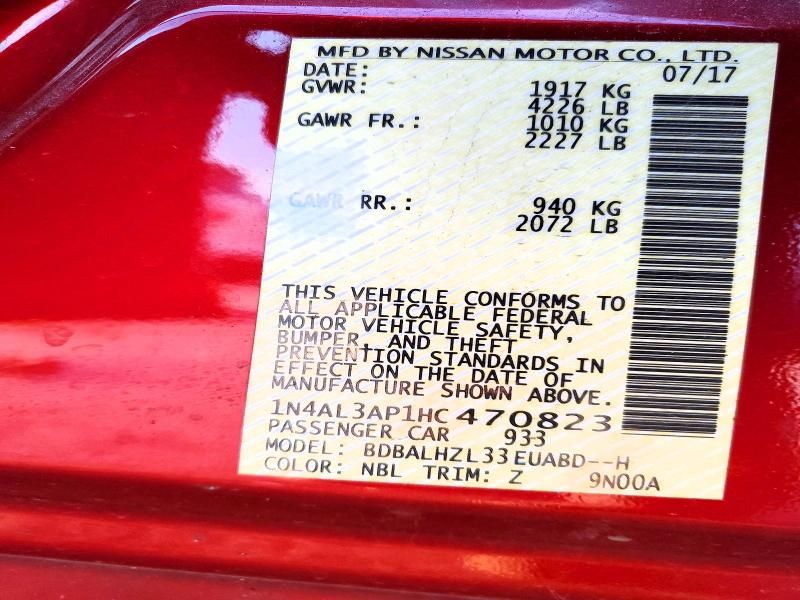 MFD BY NISSAN MOTOR CO., LTD.
DATE: 07/17
GVWR: 1917 KG
4226 LB
GAWR FR.: 1010 KG
2227 LB
GAWR RR.: 940 KG
2072 LB
THIS VEHICLE CONFORMS TO
ALL APPLICABLE FEDERAL
MOTOR VEHICLE SAFETY,
BUMPER, AND THEFT
PREVENTION STANDARDS IN
EFFECT ON THE DATE OF
MANUFACTURE SHOWN ABOVE.
1N4AL3AP1HC470823
PASSENGER CAR 933
MODEL: BDBALHZL33EUABD--H
COLOR: NBL TRIM: Z 9N00A